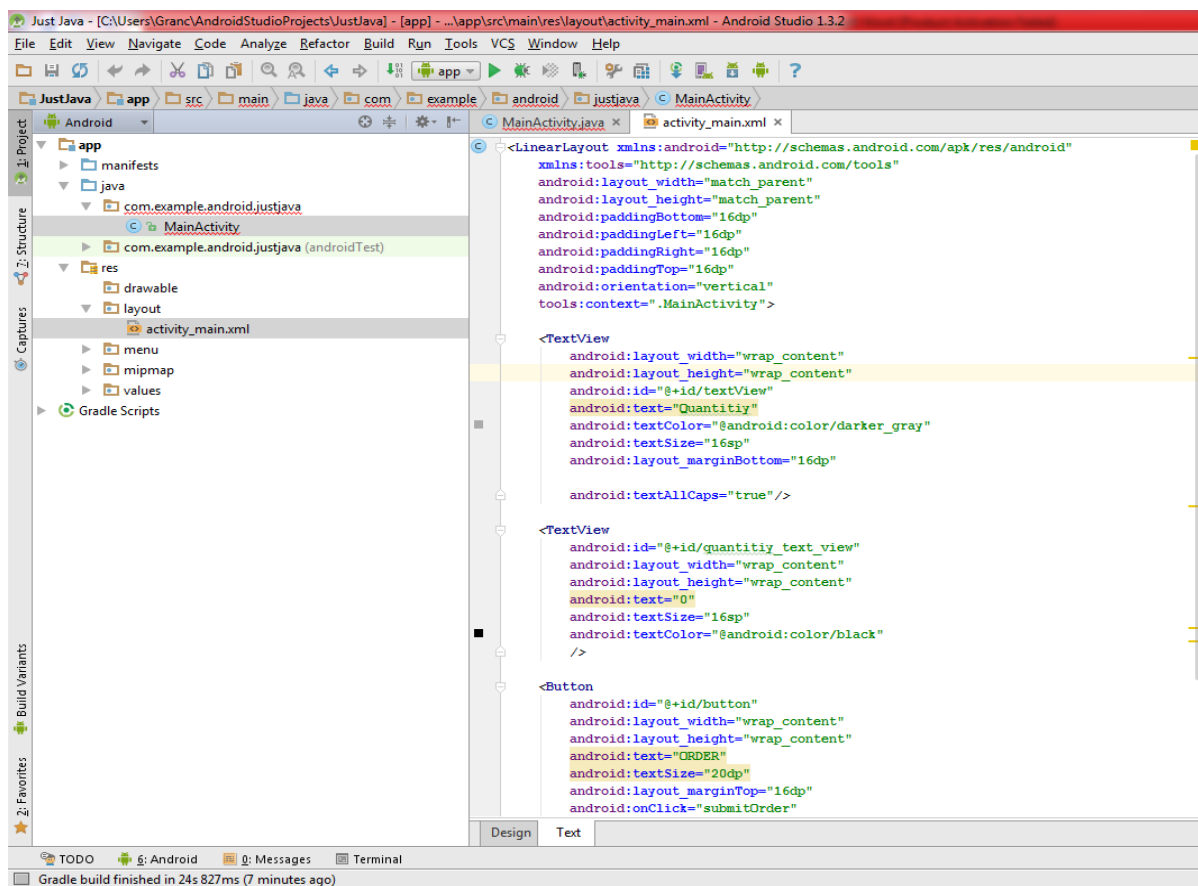 Just Java - [C:\Users\Granc\AndroidStudioProjects\JustJava] - [app] - ...\app\src\main\res\layout\activity_main.xml - Android Studio 1.3.2
File Edit View Navigate Code Analyze Refactor Build Run Tools VCS Window Help
app
JustJava app src main java com example android justjava MainActivity
1: Project
7: Structure
Captures
Build Variants
2: Favorites
Android
app
manifests
java
com.example.android.justjava
MainActivity
com.example.android.justjava (androidTest)
res
drawable
layout
activity_main.xml
menu
mipmap
values
Gradle Scripts
MainActivity.java × activity_main.xml ×
<LinearLayout xmlns:android="http://schemas.android.com/apk/res/android"
xmlns:tools="http://schemas.android.com/tools"
android:layout_width="match_parent"
android:layout_height="match_parent"
android:paddingBottom="16dp"
android:paddingLeft="16dp"
android:paddingRight="16dp"
android:paddingTop="16dp"
android:orientation="vertical"
tools:context=".MainActivity">
<TextView
android:layout_width="wrap_content"
android:layout_height="wrap_content"
android:id="@+id/textView"
android:text="Quantitiy"
android:textColor="@android:color/darker_gray"
android:textSize="16sp"
android:layout_marginBottom="16dp"
android:textAllCaps="true"/>
<TextView
android:id="@+id/quantitiy_text_view"
android:layout_width="wrap_content"
android:layout_height="wrap_content"
android:text="0"
android:textSize="16sp"
android:textColor="@android:color/black"
/>
<Button
android:id="@+id/button"
android:layout_width="wrap_content"
android:layout_height="wrap_content"
android:text="ORDER"
android:textSize="20dp"
android:layout_marginTop="16dp"
android:onClick="submitOrder"
Design Text
TODO 6: Android 0: Messages Terminal
Gradle build finished in 24s 827ms (7 minutes ago)